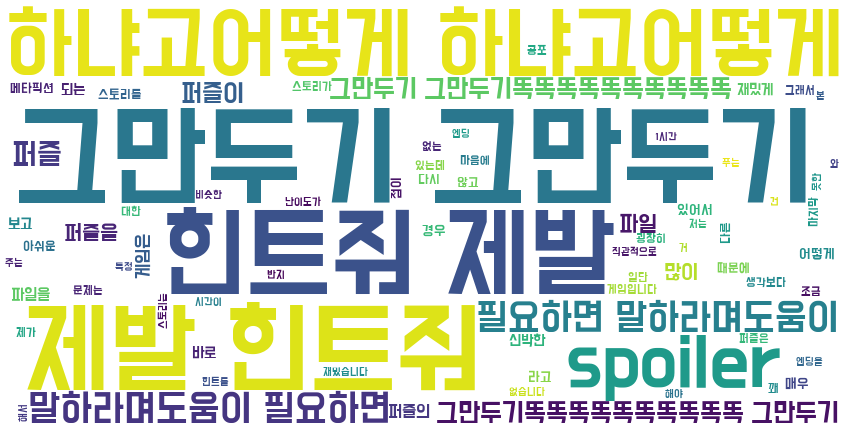 하냐고어떻게 하냐고어떻게
공포
메타픽션 되는 스토리를 퍼즐이 스토리가 그만두기 그만두기똑똑똑똑똑똑똑똑똑똑 재밌게 그래서 본
그만두기 그만두기
퍼즐 없는 엔딩 1시간
있는데 마음에 주는 와
다시 않고 못한
비슷한 난이도가 점이 건
대한 있어서 마지막
힌트줘 제발
보고 퍼즐을 경우 파일 저는 다른
아쉬운 게임은 굉장히 거 어떻게
주는 특정 직관적으로
반지 일단 많이 때문에
문제는 게임입니다 생각보다
파일을 시간이 스토리는 조금
제발 힌트줘
필요하면 말하라며도움이
제가 신박한 퍼즐은
바로 spoiler 엔딩을
힌트를 재밌습니다 라고 꽤 매우
없습니다 해야
해서 말하라며도움이 필요하면 퍼즐의 그만두기똑똑똑똑똑똑똑똑똑똑 그만두기